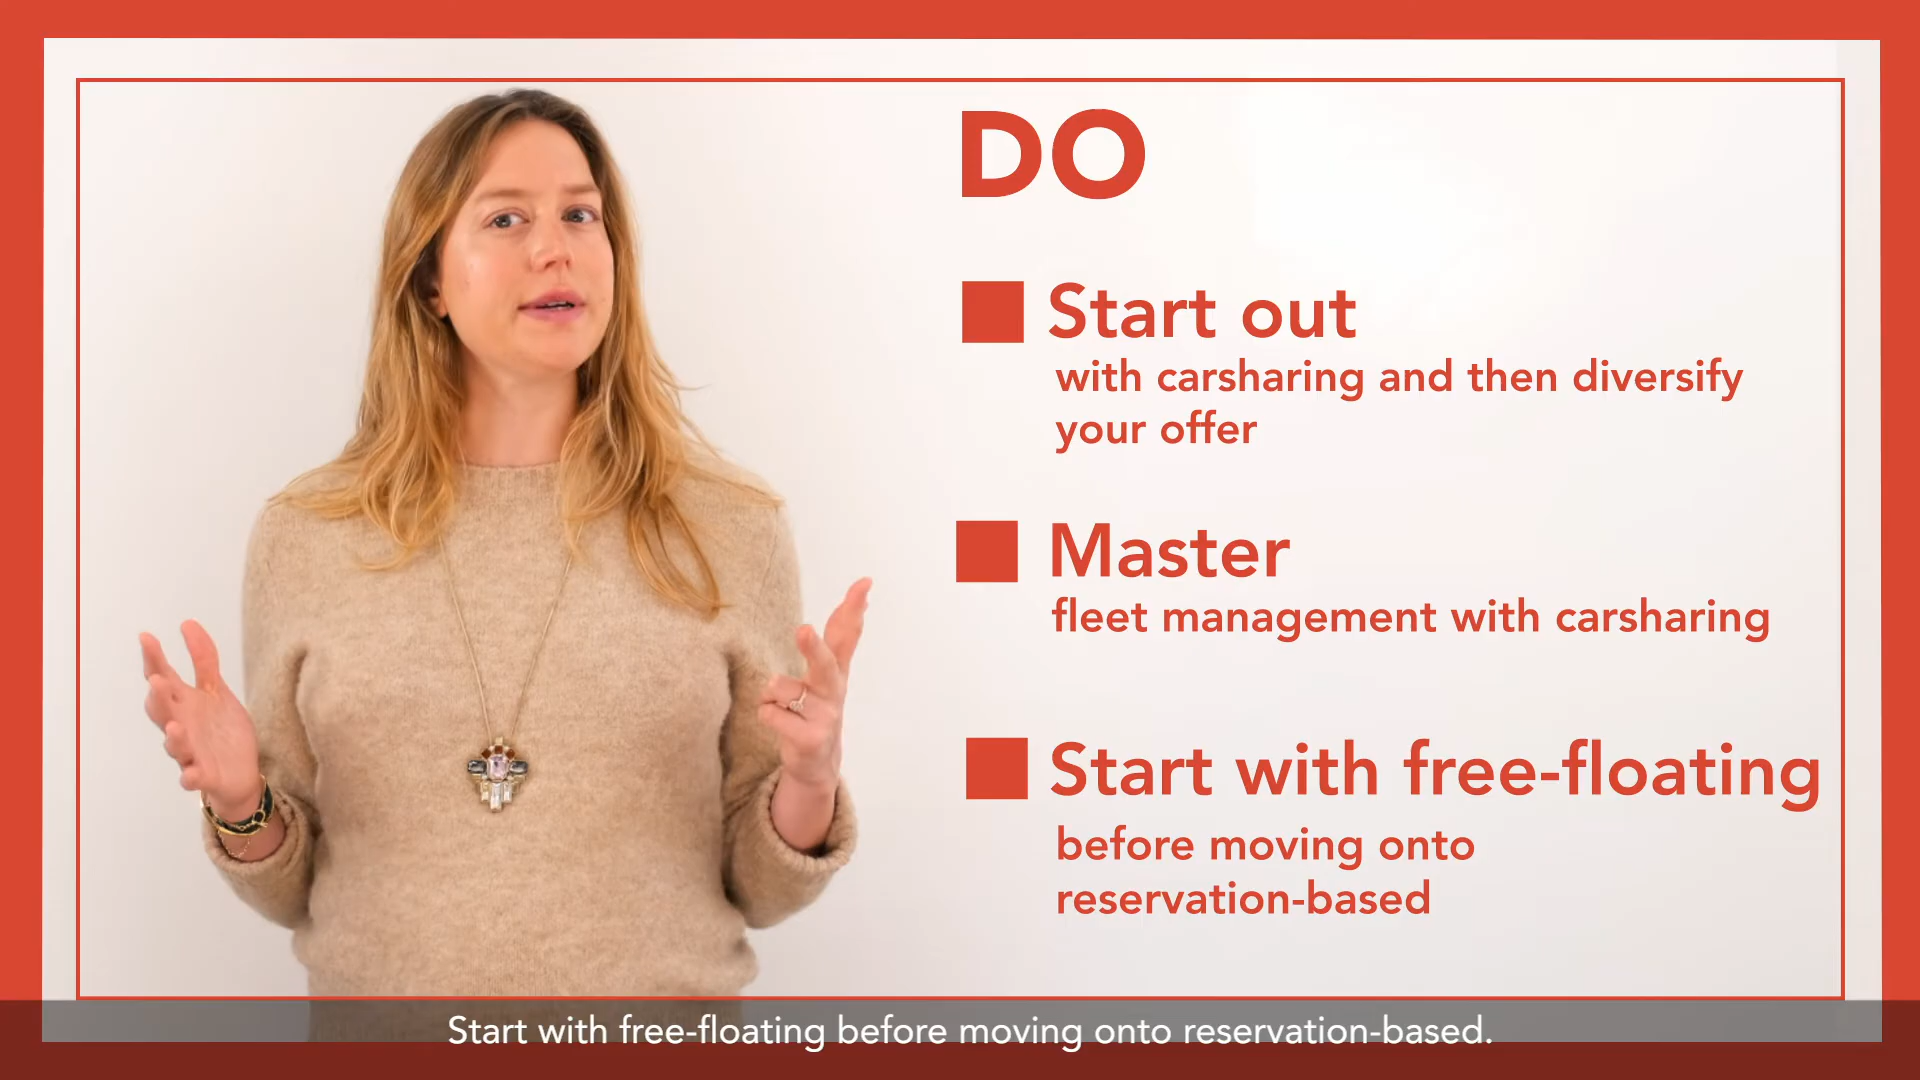 DO
Start out
with carsharing and then diversify
your offer
Master
fleet management with carsharing
Start with free-floating
before moving onto
reservation-based
Start with free-floating before moving onto reservation-based.